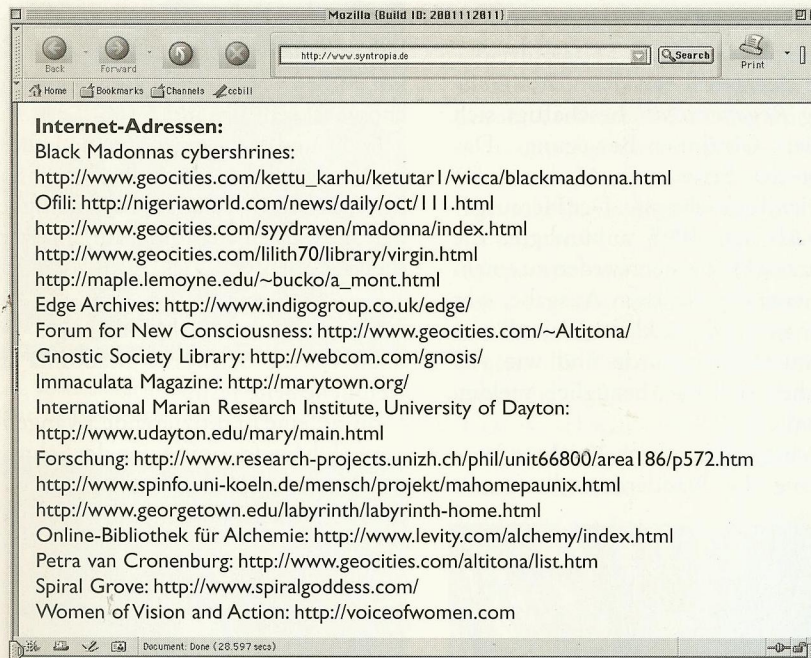 Mozilla {Build ID: 2001112011}
Back
Forward
http://www.syntropia.de
Search
Print
Home Bookmarks Channels ccbill
Internet-Adressen:
Black Madonnas cybershrines:
http://www.geocities.com/kettu_karhu/ketutar1/wicca/blackmadonna.html
Ofili: http://nigeriaworld.com/news/daily/oct/111.html
http://www.geocities.com/syydraven/madonna/index.html
http://www.geocities.com/lilith70/library/virgin.html
http://maple.lemoyne.edu/~bucko/a_mont.html
Edge Archives: http://www.indigogroup.co.uk/edge/
Forum for New Consciousness: http://www.geocities.com/~Altitona/
Gnostic Society Library: http://webcom.com/gnosis/
Immaculata Magazine: http://marytown.org/
International Marian Research Institute, University of Dayton:
http://www.udayton.edu/mary/main.html
Forschung: http://www.research-projects.unizh.ch/phil/unit66800/area186/p572.htm
http://www.spinfo.uni-koeln.de/mensch/projekt/mahomepaunix.html
http://www.georgetown.edu/labyrinth/labyrinth-home.html
Online-Bibliothek für Alchemie: http://www.levity.com/alchemy/index.html
Petra van Cronenburg: http://www.geocities.com/altitona/list.htm
Spiral Grove: http://www.spiralgoddess.com/
Women of Vision and Action: http://voiceofwomen.com
Document: Done (28.597 secs)